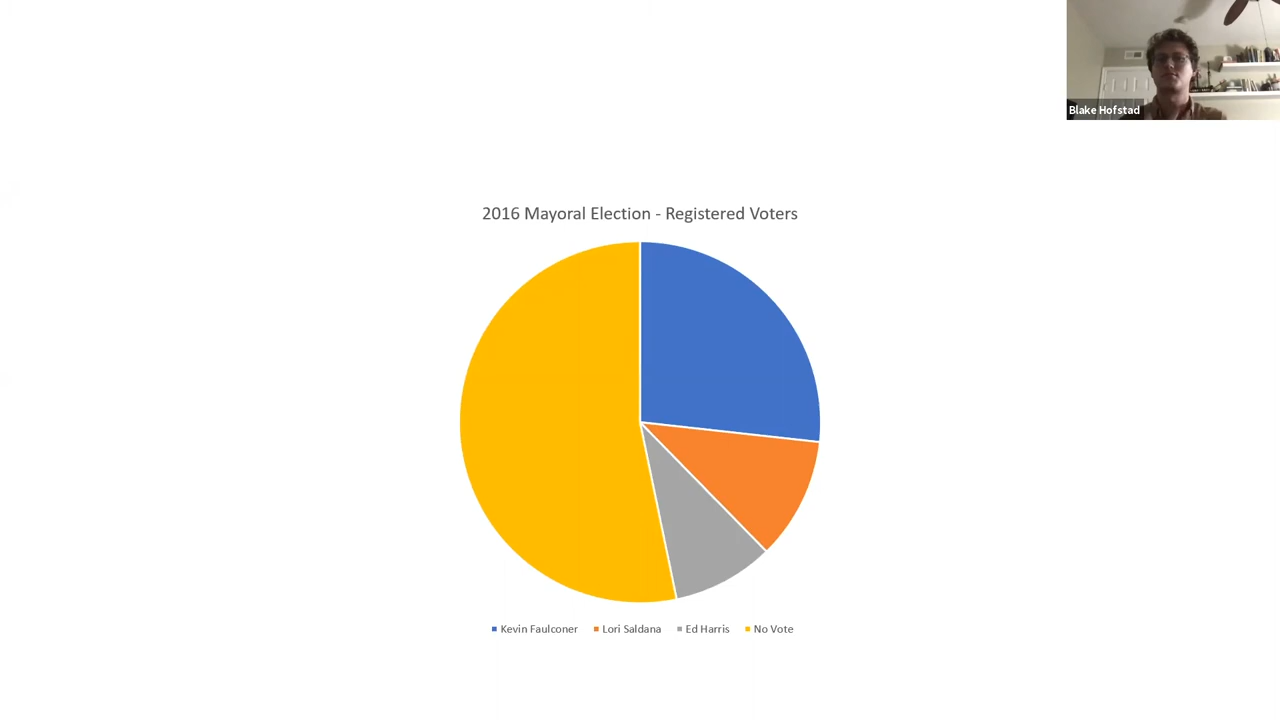 Blake Hofstad
2016 Mayoral Election - Registered Voters
Kevin Faulconer Lori Saldana Ed Harris No Vote